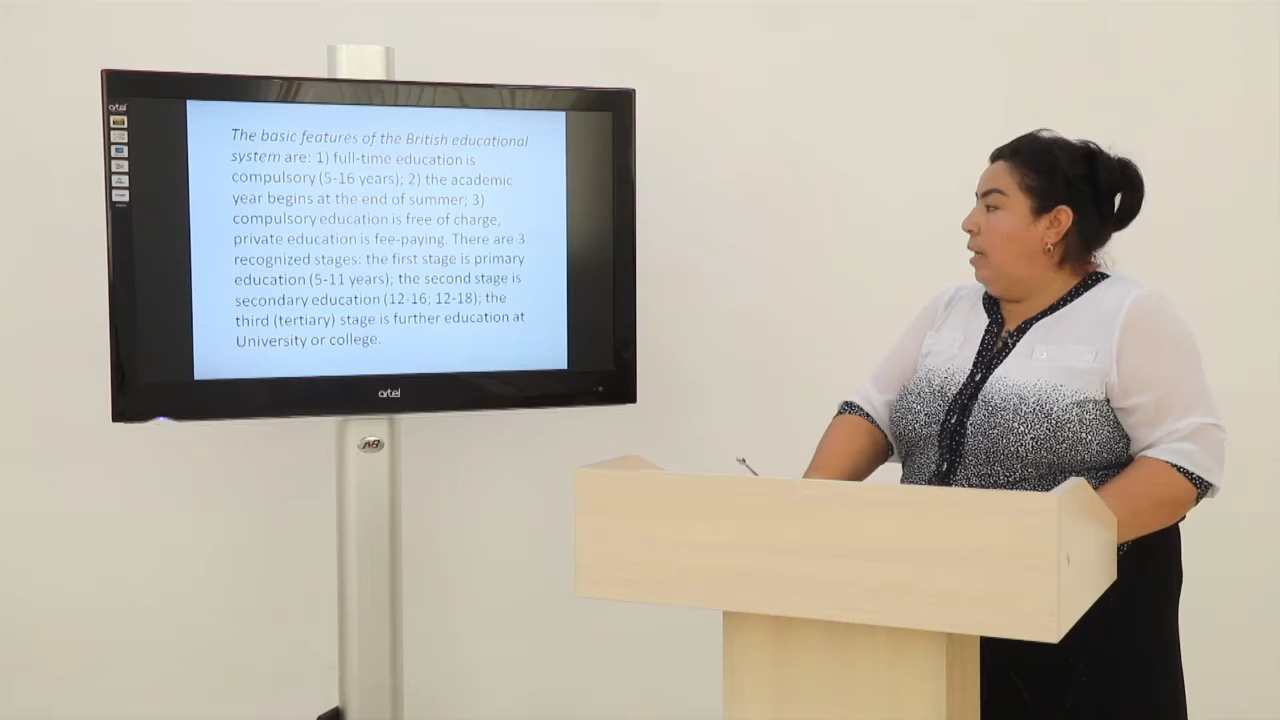 artel
The basic features of the British educational
system are: 1) full-time education is
compulsory (5-16 years); 2) the academic
year begins at the end of summer; 3)
compulsory education is free of charge,
private education is fee-paying. There are 3
recognized stages: the first stage is primary
education (5-11 years); the second stage is
secondary education (12-16; 12-18); the
third (tertiary) stage is further education at
University or college.
artel